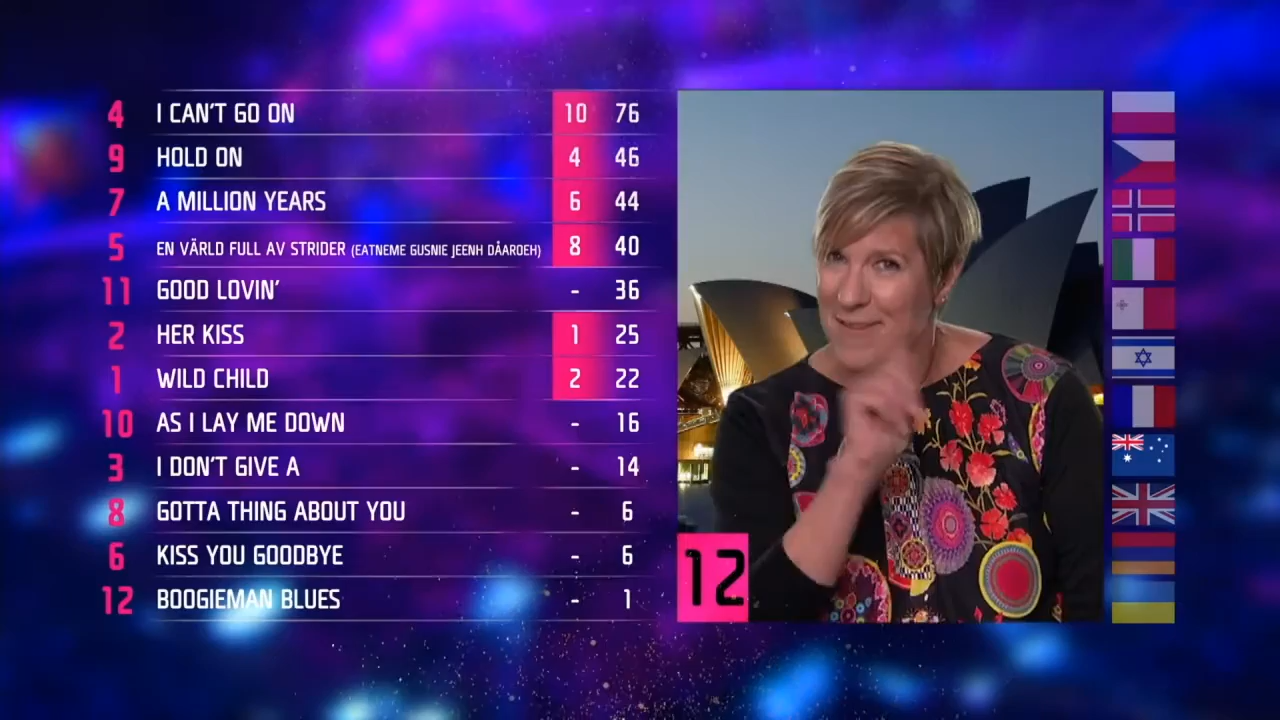 4 I CAN'T GO ON 10 76
9 HOLD ON 4 46
7 A MILLION YEARS 6 44
5 EN VÄRLD FULL AV STRIDER (EATNEME GUSNIE JEENH DÅAROEH) 8 40
11 GOOD LOVIN' - 36
2 HER KISS 1 25
1 WILD CHILD 2 22
10 AS I LAY ME DOWN - 16
3 I DON'T GIVE A - 14
8 GOTTA THING ABOUT YOU - 6
6 KISS YOU GOODBYE - 6
12 BOOGIEMAN BLUES - 1
12